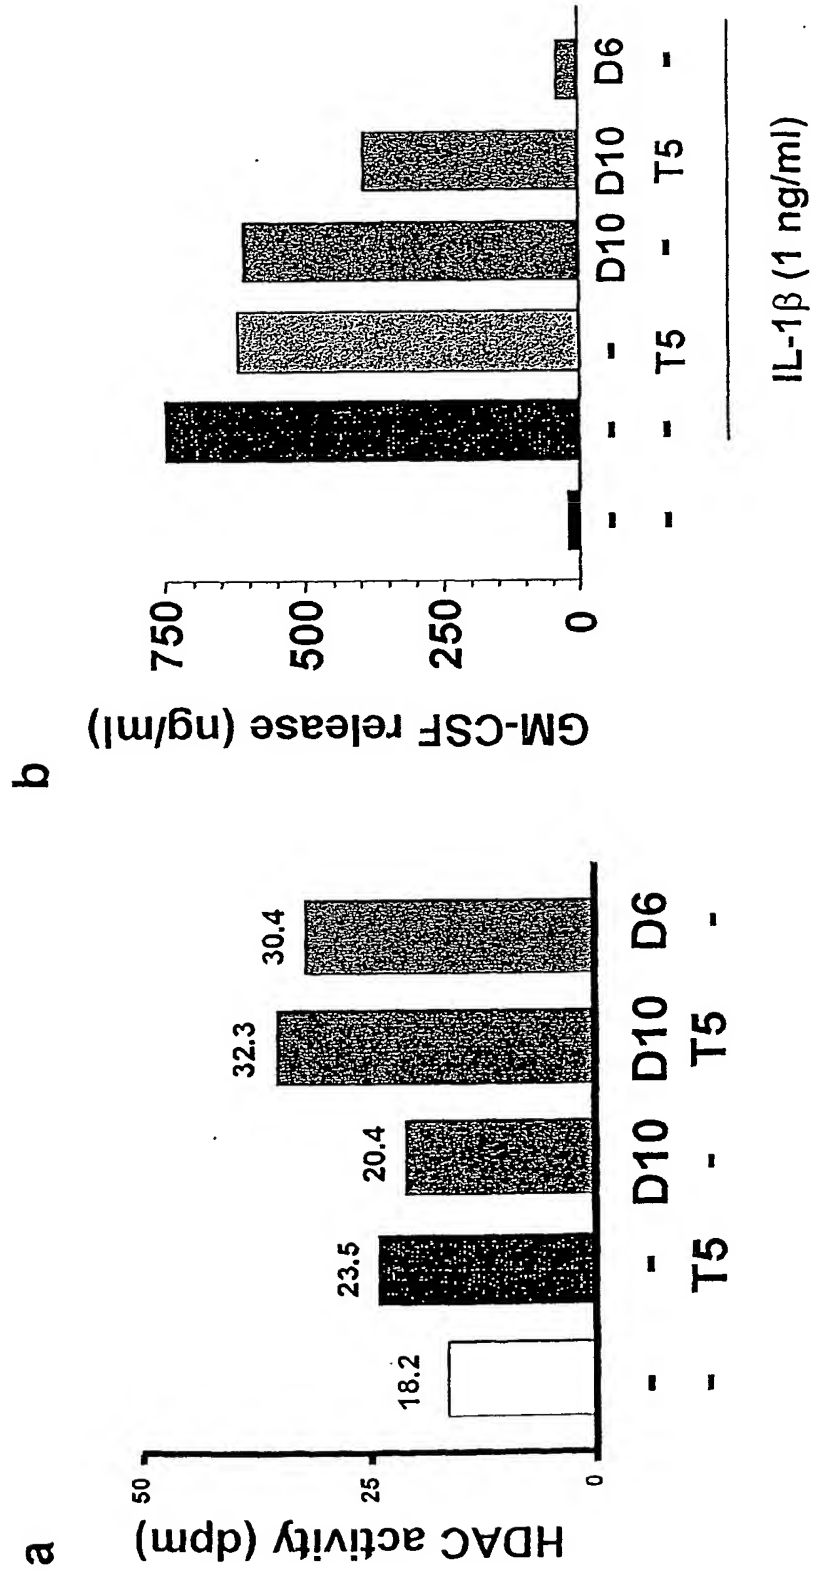 a
HDAC activity (dpm)
50
25
0
18.2
23.5
20.4
32.3
30.4
- - D10 D10 D6
- T5 - T5 -
b
GM-CSF release (ng/ml)
750
500
250
0
- - - D10 D10 D6
- - T5 - T5 -
IL-1β (1 ng/ml)